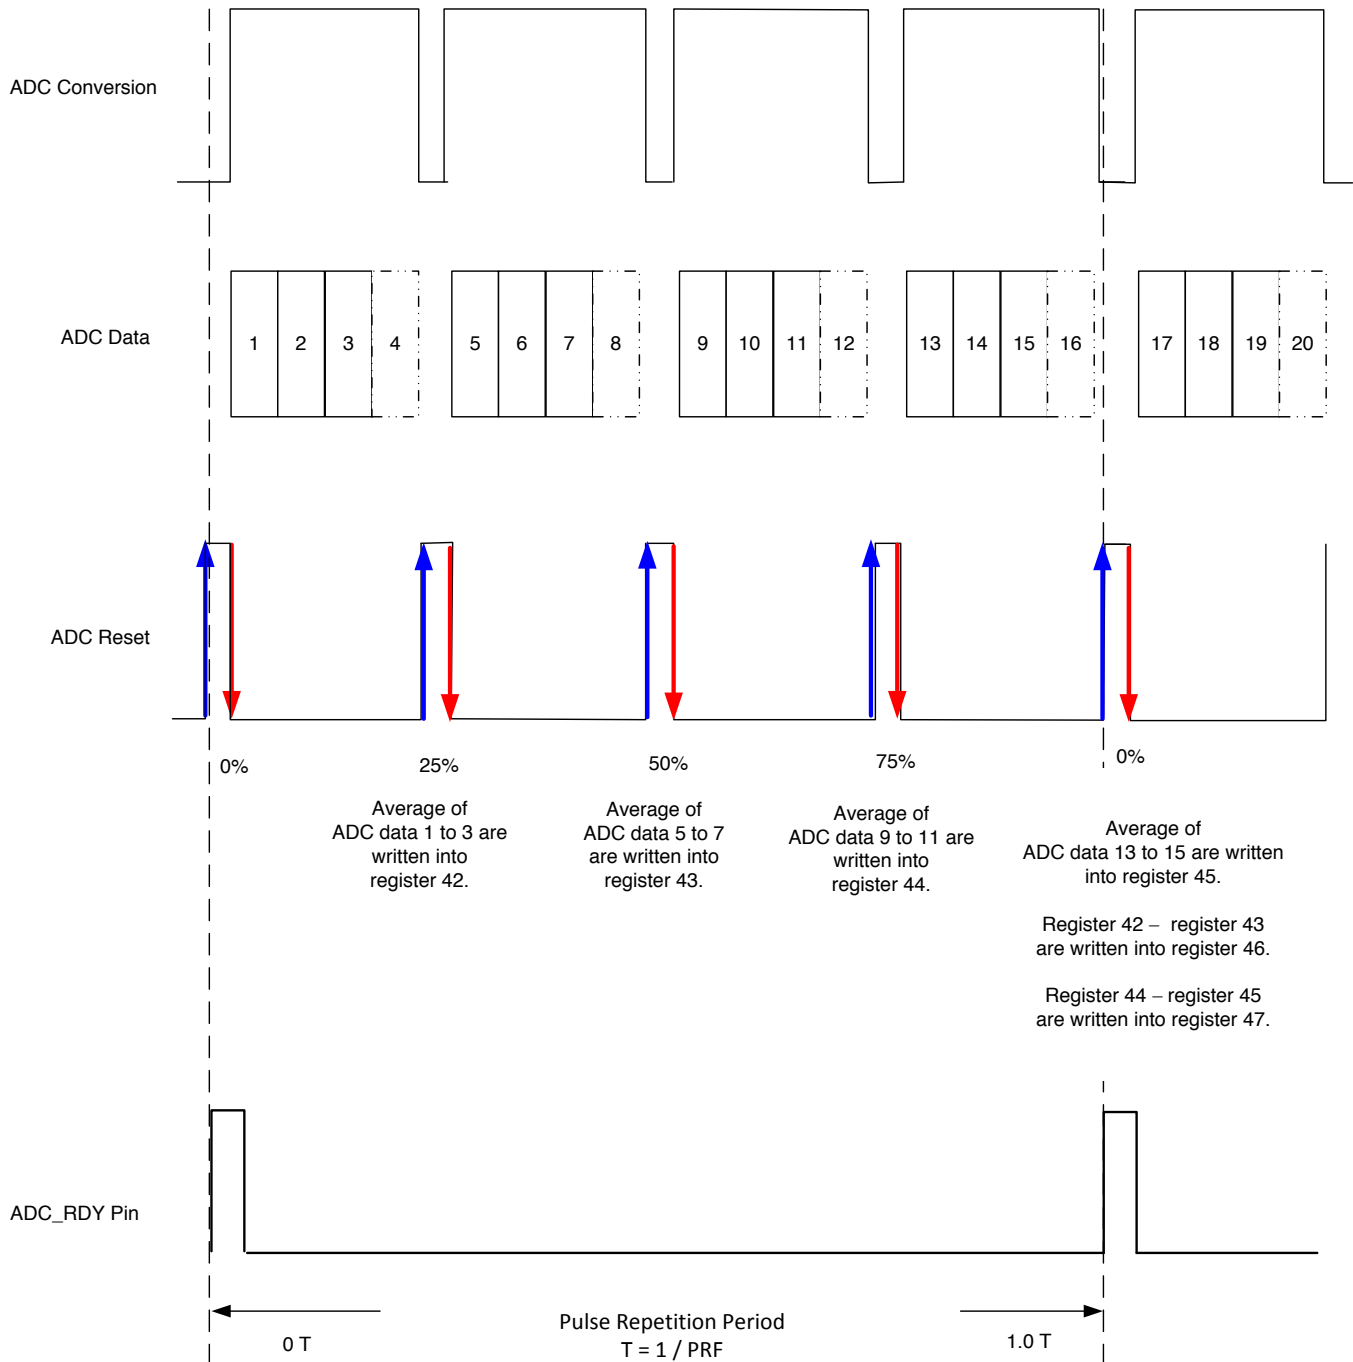 ADC Conversion
ADC Data
1 2 3 4 5 6 7 8 9 10 11 12 13 14 15 16 17 18 19 20
ADC Reset
0% 25% 50% 75% 0%
Average of
ADC data 1 to 3 are
written into
register 42.
Average of
ADC data 5 to 7
are written into
register 43.
Average of
ADC data 9 to 11 are
written into
register 44.
Average of
ADC data 13 to 15 are written
into register 45.
Register 42 – register 43
are written into register 46.
Register 44 – register 45
are written into register 47.
ADC_RDY Pin
0 T
Pulse Repetition Period
T = 1 / PRF
1.0 T